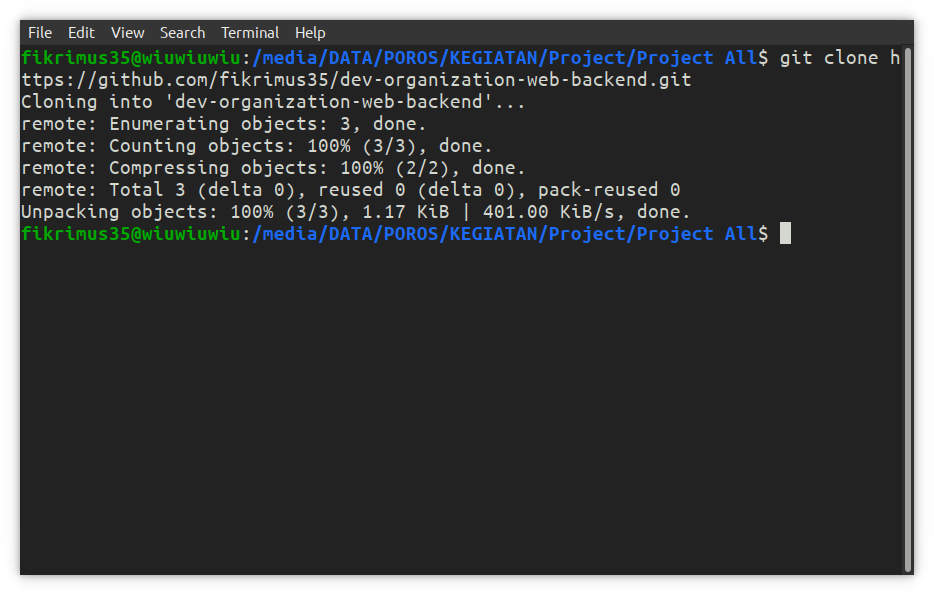 File Edit View Search Terminal Help
fikrimus35@wiuwiuwiu:/media/DATA/POROS/KEGIATAN/Project/Project All$ git clone h
ttps://github.com/fikrimus35/dev-organization-web-backend.git
Cloning into 'dev-organization-web-backend'...
remote: Enumerating objects: 3, done.
remote: Counting objects: 100% (3/3), done.
remote: Compressing objects: 100% (2/2), done.
remote: Total 3 (delta 0), reused 0 (delta 0), pack-reused 0
Unpacking objects: 100% (3/3), 1.17 KiB | 401.00 KiB/s, done.
fikrimus35@wiuwiuwiu:/media/DATA/POROS/KEGIATAN/Project/Project All$